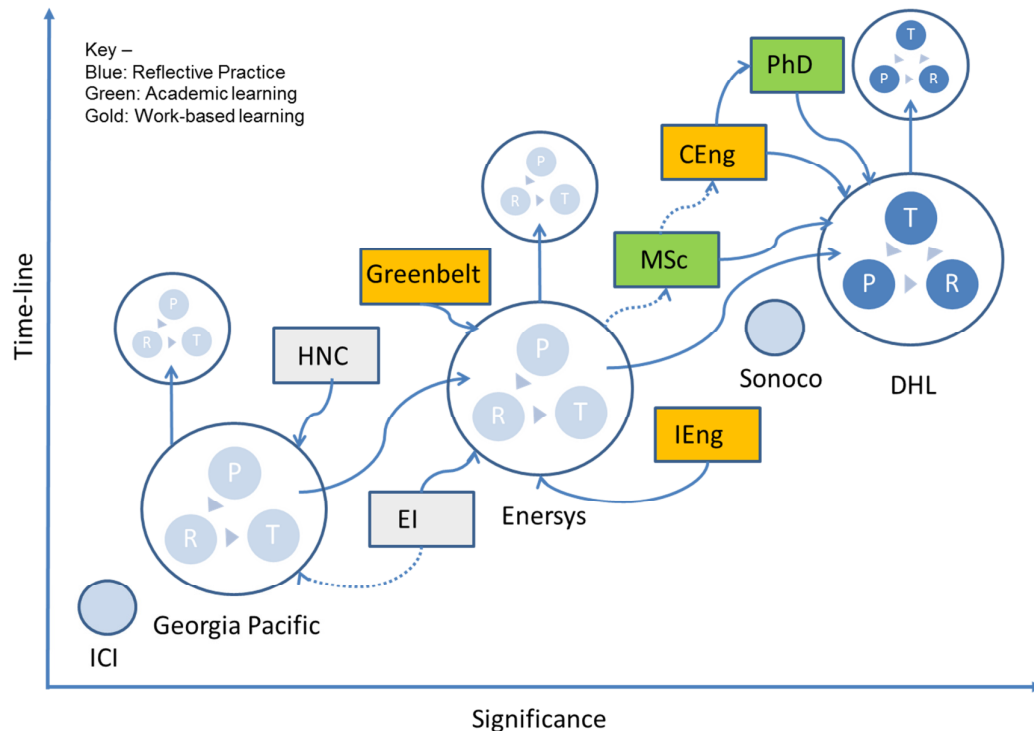 Key –
Blue: Reflective Practice
Green: Academic learning
Gold: Work-based learning
T
P R
PhD
CEng
P
R T
T
P R
MSc
Greenbelt
P
R T
HNC
P
R T
Sonoco
DHL
IEng
P
R T
EI
Enersys
Georgia Pacific
ICI
Time-line
Significance